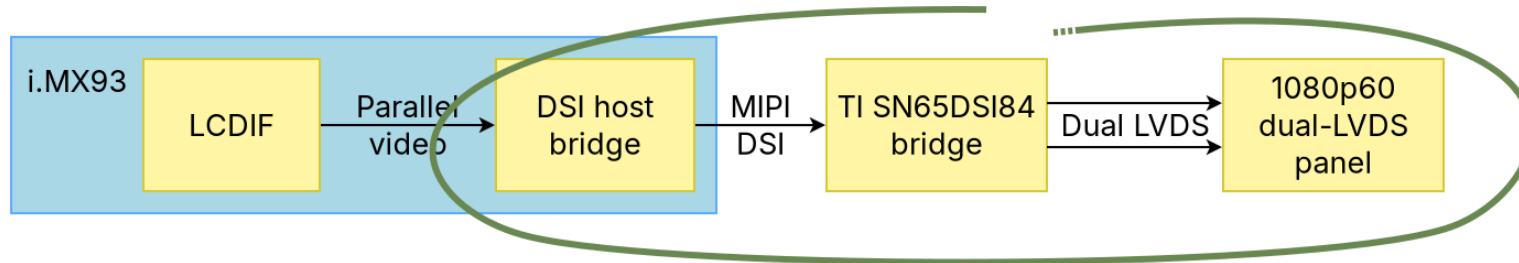 i.MX93
LCDIF
Parallel
video
DSI host
bridge
MIPI
DSI
TI SN65DSI84
bridge
Dual LVDS
1080p60
dual-LVDS
panel